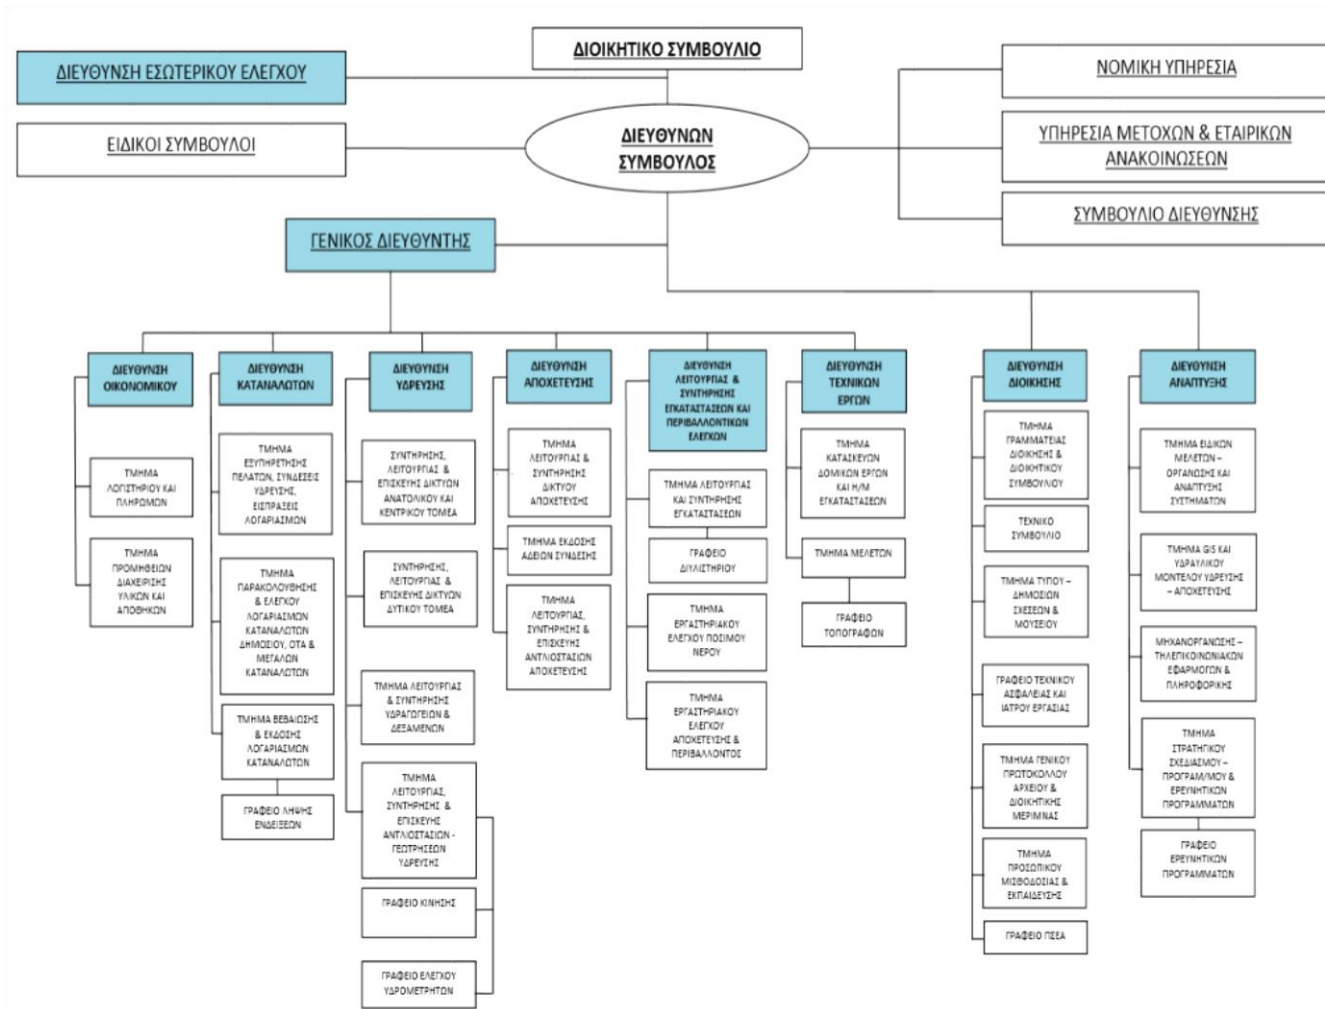 ΔΙΟΙΚΗΤΙΚΟ ΣΥΜΒΟΥΛΙΟ
ΔΙΕΥΘΥΝΣΗ ΕΣΩΤΕΡΙΚΟΥ ΕΛΕΓΧΟΥ
ΝΟΜΙΚΗ ΥΠΗΡΕΣΙΑ
ΕΙΔΙΚΟΙ ΣΥΜΒΟΥΛΟΙ
ΔΙΕΥΘΥΝΩΝ
ΣΥΜΒΟΥΛΟΣ
ΥΠΗΡΕΣΙΑ ΜΕΤΟΧΩΝ & ΕΤΑΙΡΙΚΩΝ
ΑΝΑΚΟΙΝΩΣΕΩΝ
ΣΥΜΒΟΥΛΙΟ ΔΙΕΥΘΥΝΣΗΣ
ΓΕΝΙΚΟΣ ΔΙΕΥΘΥΝΤΗΣ
ΔΙΕΥΘΥΝΣΗ
ΟΙΚΟΝΟΜΙΚΟΥ
ΤΜΗΜΑ
ΛΟΓΙΣΤΗΡΙΟΥ ΚΑΙ
ΠΛΗΡΩΜΩΝ
ΤΜΗΜΑ
ΠΡΟΜΗΘΕΙΩΝ
ΔΙΑΧΕΙΡΙΣΗΣ
ΥΛΙΚΩΝ ΚΑΙ
ΑΠΟΘΗΚΩΝ
ΔΙΕΥΘΥΝΣΗ
ΚΑΤΑΝΑΛΩΤΩΝ
ΤΜΗΜΑ
ΕΞΥΠΗΡΕΤΗΣΗΣ
ΠΕΛΑΤΩΝ, ΣΥΝΔΕΣΕΙΣ
ΥΔΡΕΥΣΗΣ,
ΕΙΣΠΡΑΞΕΙΣ
ΛΟΓΑΡΙΑΣΜΩΝ
ΤΜΗΜΑ
ΠΑΡΑΚΟΛΟΥΘΗΣΗΣ
& ΕΛΕΓΧΟΥ
ΛΟΓΑΡΙΑΣΜΩΝ
ΚΑΤΑΝΑΛΩΤΩΝ
ΔΗΜΟΣΙΟΥ, ΟΤΑ &
ΜΕΓΑΛΩΝ
ΚΑΤΑΝΑΛΩΤΩΝ
ΤΜΗΜΑ ΒΕΒΑΙΩΣΗΣ
& ΕΚΔΟΣΗΣ
ΛΟΓΑΡΙΑΣΜΩΝ
ΚΑΤΑΝΑΛΩΤΩΝ
ΓΡΑΦΕΙΟ ΛΗΨΗΣ
ΕΝΔΕΙΞΕΩΝ
ΔΙΕΥΘΥΝΣΗ
ΥΔΡΕΥΣΗΣ
ΣΥΝΤΗΡΗΣΗΣ,
ΛΕΙΤΟΥΡΓΙΑΣ &
ΕΠΙΣΚΕΥΗΣ ΔΙΚΤΥΩΝ
ΑΝΑΤΟΛΙΚΟΥ ΚΑΙ
ΚΕΝΤΡΙΚΟΥ ΤΟΜΕΑ
ΣΥΝΤΗΡΗΣΗΣ,
ΛΕΙΤΟΥΡΓΙΑΣ &
ΕΠΙΣΚΕΥΗΣ ΔΙΚΤΥΩΝ
ΔΥΤΙΚΟΥ ΤΟΜΕΑ
ΤΜΗΜΑ ΛΕΙΤΟΥΡΓΙΑΣ
& ΣΥΝΤΗΡΗΣΗΣ
ΥΔΡΑΓΩΓΕΙΩΝ &
ΔΕΞΑΜΕΝΩΝ
ΤΜΗΜΑ
ΛΕΙΤΟΥΡΓΙΑΣ,
ΣΥΝΤΗΡΗΣΗΣ &
ΕΠΙΣΚΕΥΗΣ
ΑΝΤΛΙΟΣΤΑΣΙΩΝ -
ΓΕΩΤΡΗΣΕΩΝ
ΥΔΡΕΥΣΗΣ
ΓΡΑΦΕΙΟ ΚΙΝΗΣΗΣ
ΓΡΑΦΕΙΟ ΕΛΕΓΧΟΥ
ΥΔΡΟΜΕΤΡΗΤΩΝ
ΔΙΕΥΘΥΝΣΗ
ΑΠΟΧΕΤΕΥΣΗΣ
ΤΜΗΜΑ
ΛΕΙΤΟΥΡΓΙΑΣ &
ΣΥΝΤΗΡΗΣΗΣ
ΔΙΚΤΥΟΥ
ΑΠΟΧΕΤΕΥΣΗΣ
ΤΜΗΜΑ ΕΚΔΟΣΗΣ
ΑΔΕΙΩΝ ΣΥΝΔΕΣΗΣ
ΤΜΗΜΑ
ΛΕΙΤΟΥΡΓΙΑΣ,
ΣΥΝΤΗΡΗΣΗΣ &
ΕΠΙΣΚΕΥΗΣ
ΑΝΤΛΙΟΣΤΑΣΙΩΝ
ΑΠΟΧΕΤΕΥΣΗΣ
ΔΙΕΥΘΥΝΣΗ
ΛΕΙΤΟΥΡΓΙΑΣ &
ΣΥΝΤΗΡΗΣΗΣ
ΕΓΚΑΤΑΣΤΑΣΕΩΝ ΚΑΙ
ΠΕΡΙΒΑΛΛΟΝΤΙΚΩΝ
ΕΛΕΓΧΩΝ
ΤΜΗΜΑ ΛΕΙΤΟΥΡΓΙΑΣ
ΚΑΙ ΣΥΝΤΗΡΗΣΗΣ
ΕΓΚΑΤΑΣΤΑΣΕΩΝ
ΓΡΑΦΕΙΟ
ΔΙΥΛΙΣΤΗΡΙΟΥ
ΤΜΗΜΑ
ΕΡΓΑΣΤΗΡΙΑΚΟΥ
ΕΛΕΓΧΟΥ ΠΟΣΙΜΟΥ
ΝΕΡΟΥ
ΤΜΗΜΑ
ΕΡΓΑΣΤΗΡΙΑΚΟΥ
ΕΛΕΓΧΟΥ
ΑΠΟΧΕΤΕΥΣΗΣ &
ΠΕΡΙΒΑΛΛΟΝΤΟΣ
ΔΙΕΥΘΥΝΣΗ
ΤΕΧΝΙΚΩΝ
ΕΡΓΩΝ
ΤΜΗΜΑ
ΚΑΤΑΣΚΕΥΩΝ
ΔΟΜΙΚΩΝ ΕΡΓΩΝ
ΚΑΙ Η/Μ
ΕΓΚΑΤΑΣΤΑΣΕΩΝ
ΤΜΗΜΑ ΜΕΛΕΤΩΝ
ΓΡΑΦΕΙΟ
ΤΟΠΟΓΡΑΦΩΝ
ΔΙΕΥΘΥΝΣΗ
ΔΙΟΙΚΗΣΗΣ
ΤΜΗΜΑ
ΓΡΑΜΜΑΤΕΙΑΣ
ΔΙΟΙΚΗΣΗΣ &
ΔΙΟΙΚΗΤΙΚΟΥ
ΣΥΜΒΟΥΛΙΟΥ
ΤΕΧΝΙΚΟ
ΣΥΜΒΟΥΛΙΟ
ΤΜΗΜΑ ΤΥΠΟΥ –
ΔΗΜΟΣΙΩΝ
ΣΧΕΣΕΩΝ &
ΜΟΥΣΕΙΟΥ
ΓΡΑΦΕΙΟ ΤΕΧΝΙΚΟΥ
ΑΣΦΑΛΕΙΑΣ ΚΑΙ
ΙΑΤΡΟΥ ΕΡΓΑΣΙΑΣ
ΤΜΗΜΑ ΓΕΝΙΚΟΥ
ΠΡΩΤΟΚΟΛΛΟΥ
ΑΡΧΕΙΟΥ &
ΔΙΟΙΚΗΤΙΚΗΣ
ΜΕΡΙΜΝΑΣ
ΤΜΗΜΑ
ΠΡΟΣΩΠΙΚΟΥ
ΜΙΣΘΟΔΟΣΙΑΣ &
ΕΚΠΑΙΔΕΥΣΗΣ
ΓΡΑΦΕΙΟ ΠΣΕΑ
ΔΙΕΥΘΥΝΣΗ
ΑΝΑΠΤΥΞΗΣ
ΤΜΗΜΑ ΕΙΔΙΚΩΝ
ΜΕΛΕΤΩΝ –
ΟΡΓΑΝΩΣΗΣ ΚΑΙ
ΑΝΑΠΤΥΞΗΣ
ΣΥΣΤΗΜΑΤΩΝ
ΤΜΗΜΑ GIS ΚΑΙ
ΥΔΡΑΥΛΙΚΟΥ
ΜΟΝΤΕΛΟΥ ΥΔΡΕΥΣΗΣ
– ΑΠΟΧΕΤΕΥΣΗΣ
ΜΗΧΑΝΟΡΓΑΝΩΣΗΣ –
ΤΗΛΕΠΙΚΟΙΝΩΝΙΑΚΩΝ
ΕΦΑΡΜΟΓΩΝ &
ΠΛΗΡΟΦΟΡΙΚΗΣ
ΤΜΗΜΑ
ΣΤΡΑΤΗΓΙΚΟΥ
ΣΧΕΔΙΑΣΜΟΥ –
ΠΡΟΓΡΑΜ/ΜΟΥ &
ΕΡΕΥΝΗΤΙΚΩΝ
ΠΡΟΓΡΑΜΜΑΤΩΝ
ΓΡΑΦΕΙΟ
ΕΡΕΥΝΗΤΙΚΩΝ
ΠΡΟΓΡΑΜΜΑΤΩΝ